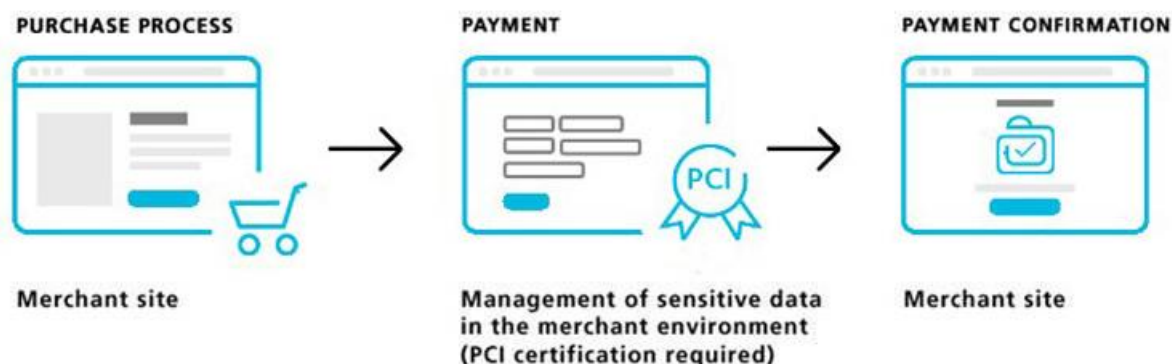 PURCHASE PROCESS
PAYMENT
PAYMENT CONFIRMATION
PCI
Merchant site
Management of sensitive data
in the merchant environment
(PCI certification required)
Merchant site